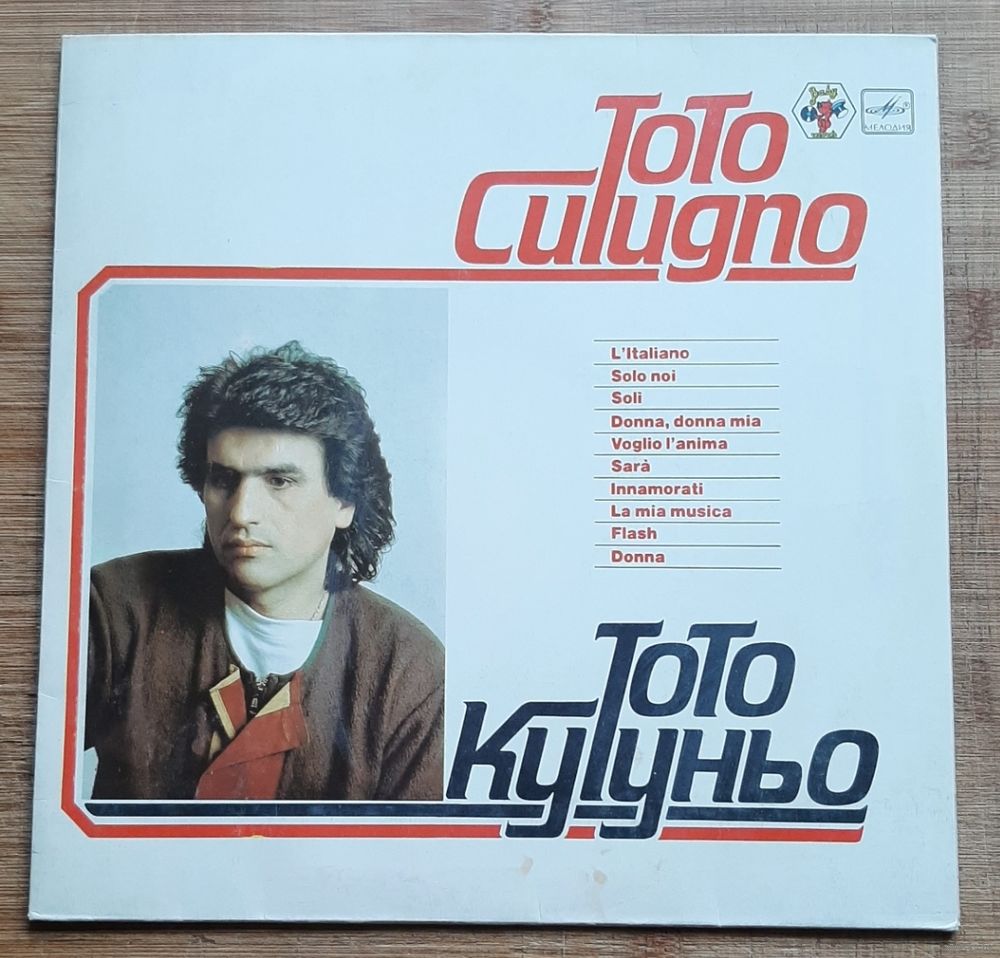 Toto
Cutugno
Baby
МЕЛОДИЯ
L'Italiano
Solo noi
Soli
Donna, donna mia
Voglio l'anima
Sarà
Innamorati
La mia musica
Flash
Donna
Тото
Кутуньо